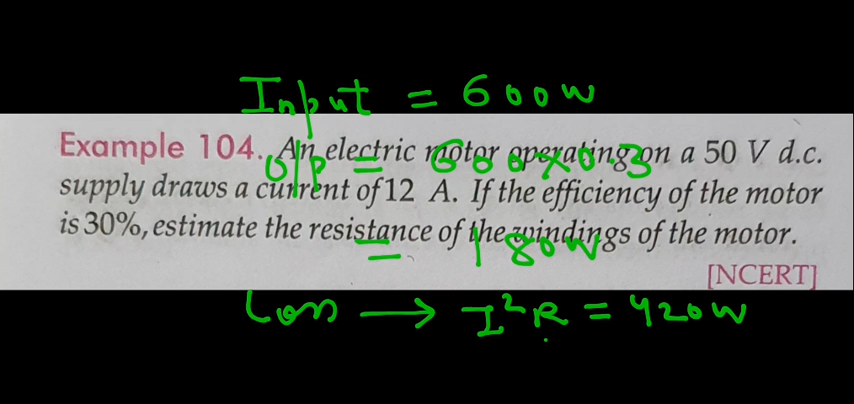 Input = 600W
Example 104. An electric motor operating on a 50 V d.c.
O/P = 600 x 0.3
supply draws a current of 12 A. If the efficiency of the motor
is 30%, estimate the resistance of the windings of the motor.
= 180W
[NCERT]
Loss → I²R = 420W